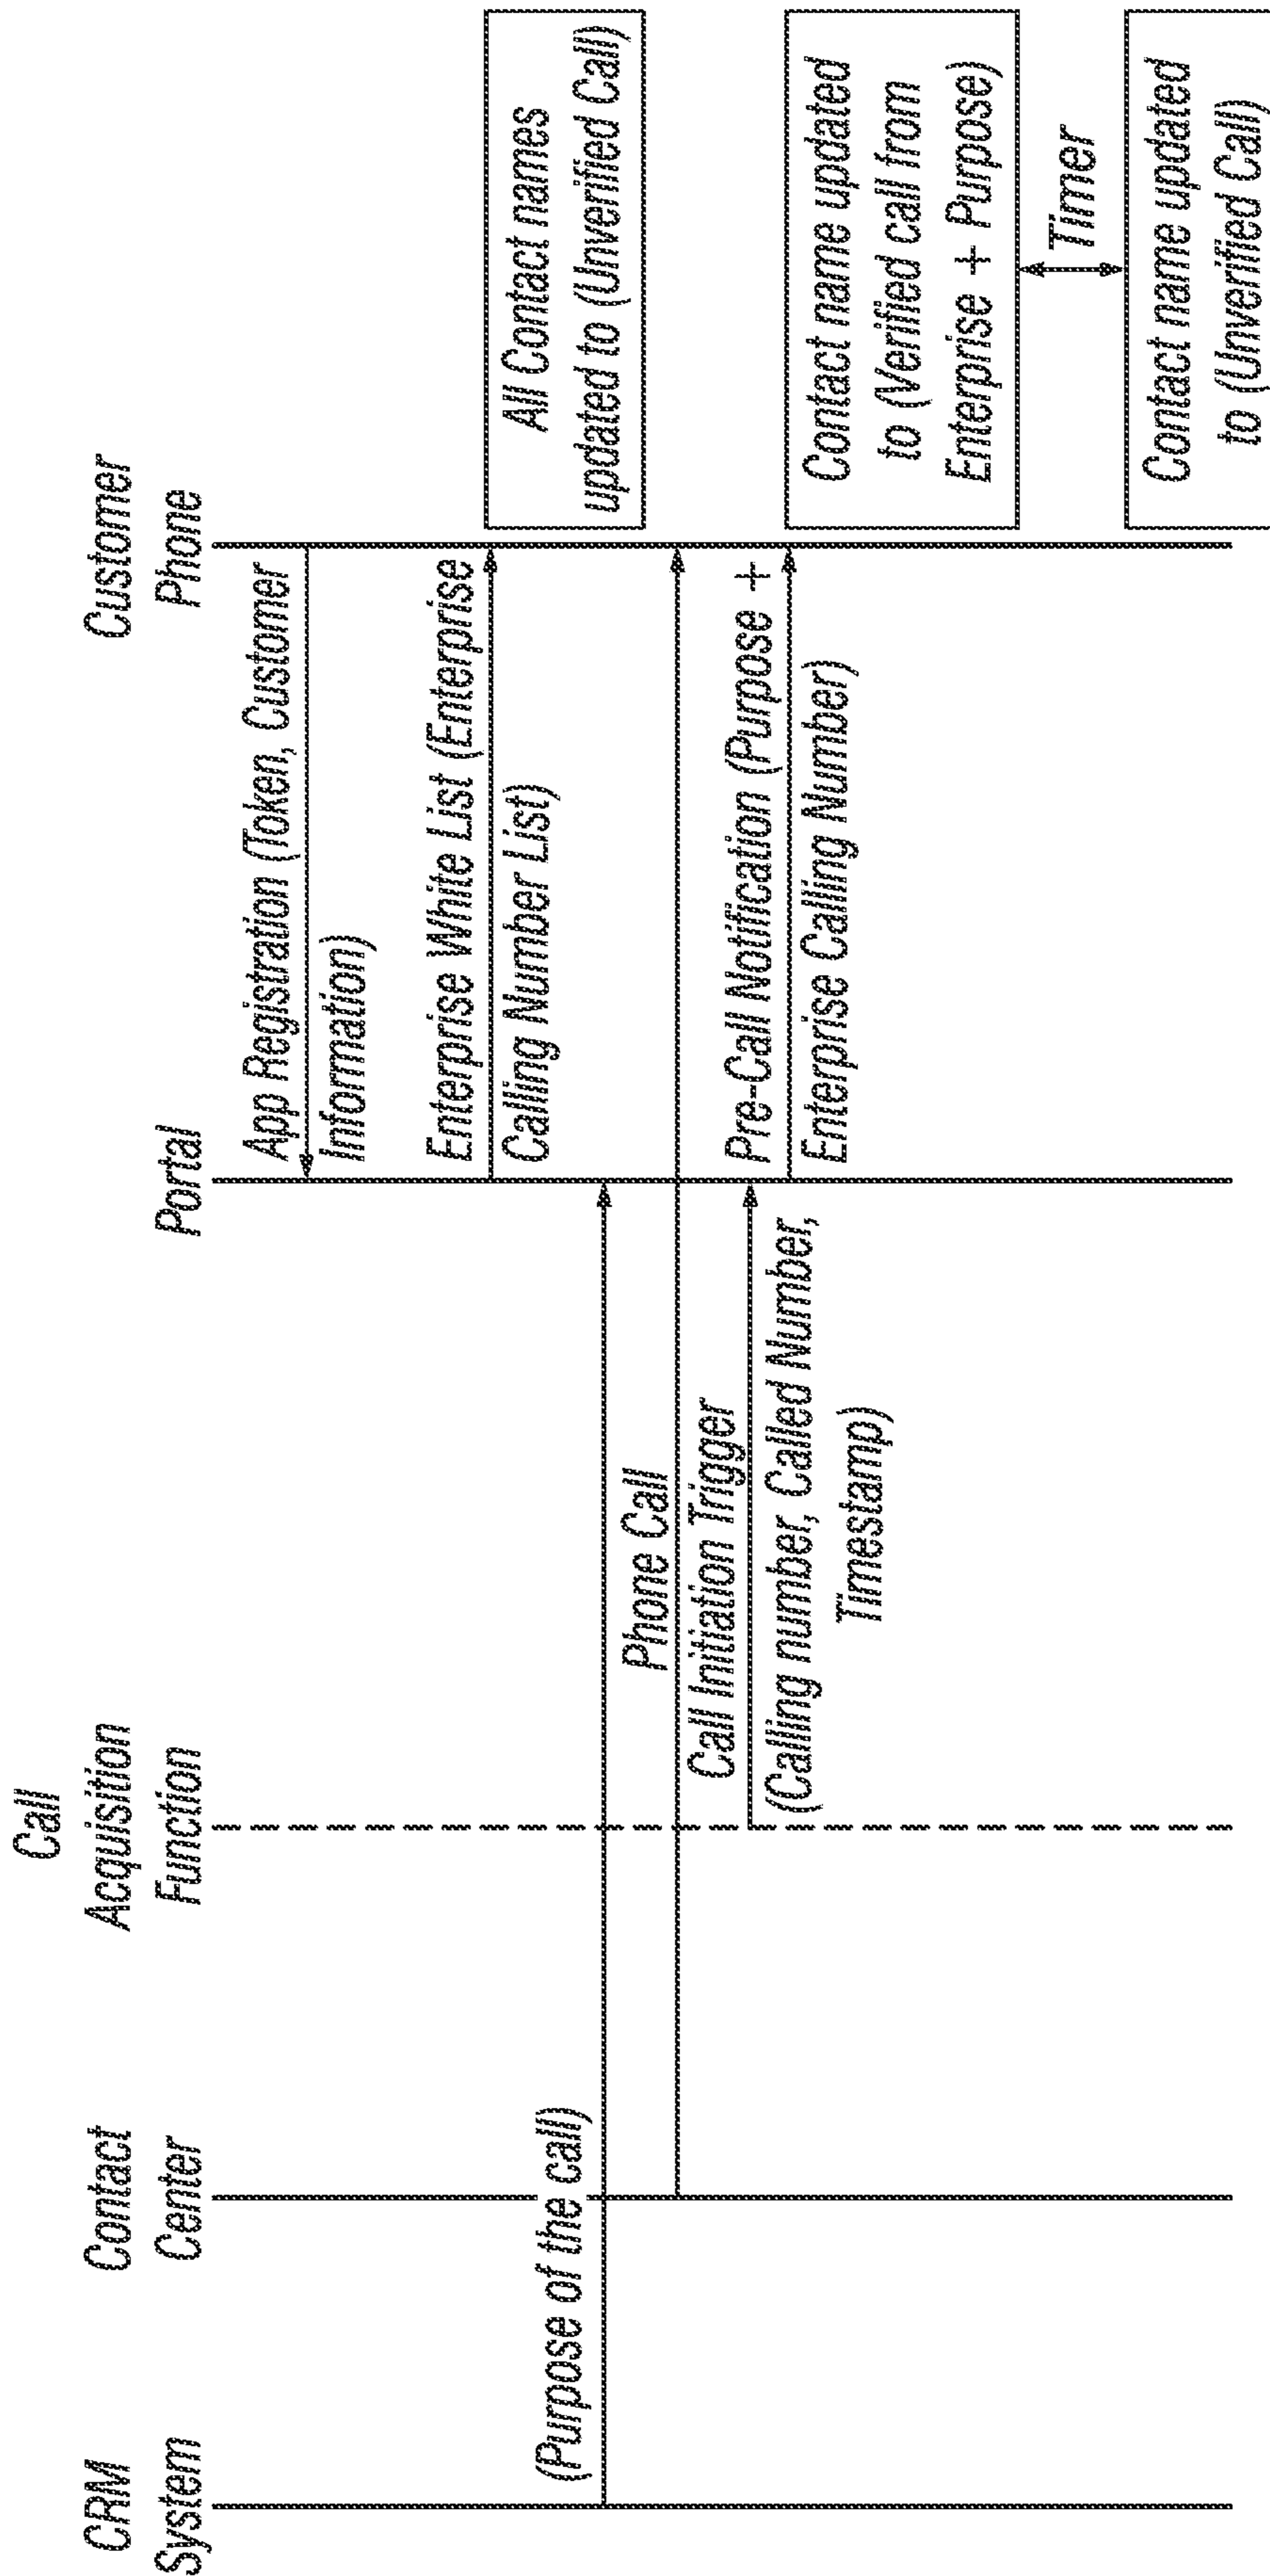 CRM
System
Contact
Center
Call
Acquisition
Function
Portal
Customer
Phone
App Registration (Token, Customer
Information)
Enterprise White List (Enterprise
Calling Number List)
All Contact names
updated to (Unverified Call)
(Purpose of the call)
Phone Call
Call Initiation Trigger
(Calling number, Called Number,
Timestamp)
Pre-Call Notification (Purpose +
Enterprise Calling Number)
Contact name updated
to (Verified call from
Enterprise + Purpose)
Timer
Contact name updated
to (Unverified Call)